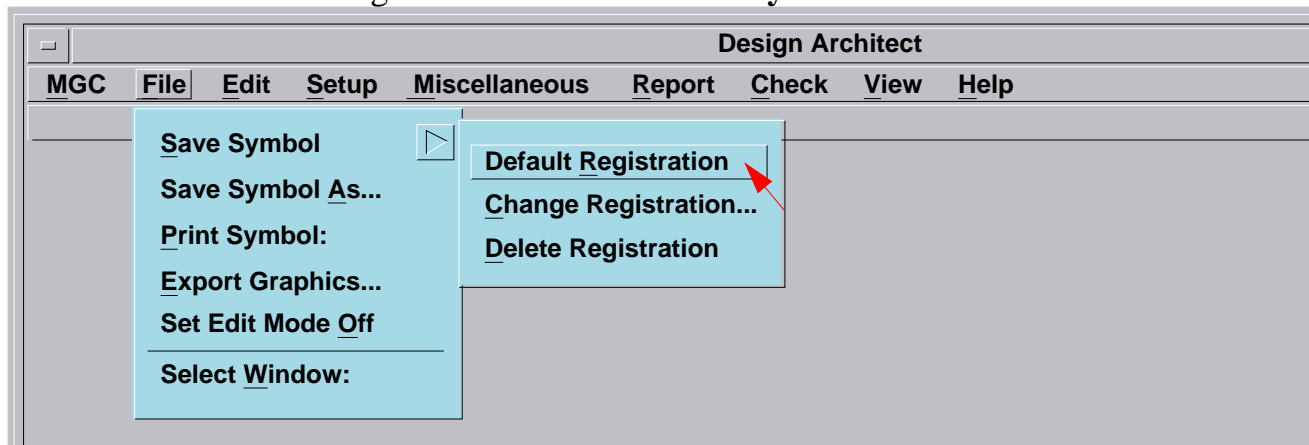 Design Architect
MGC File Edit Setup Miscellaneous Report Check View Help
Save Symbol
Save Symbol As...
Print Symbol:
Export Graphics...
Set Edit Mode Off
Select Window:
Default Registration
Change Registration...
Delete Registration